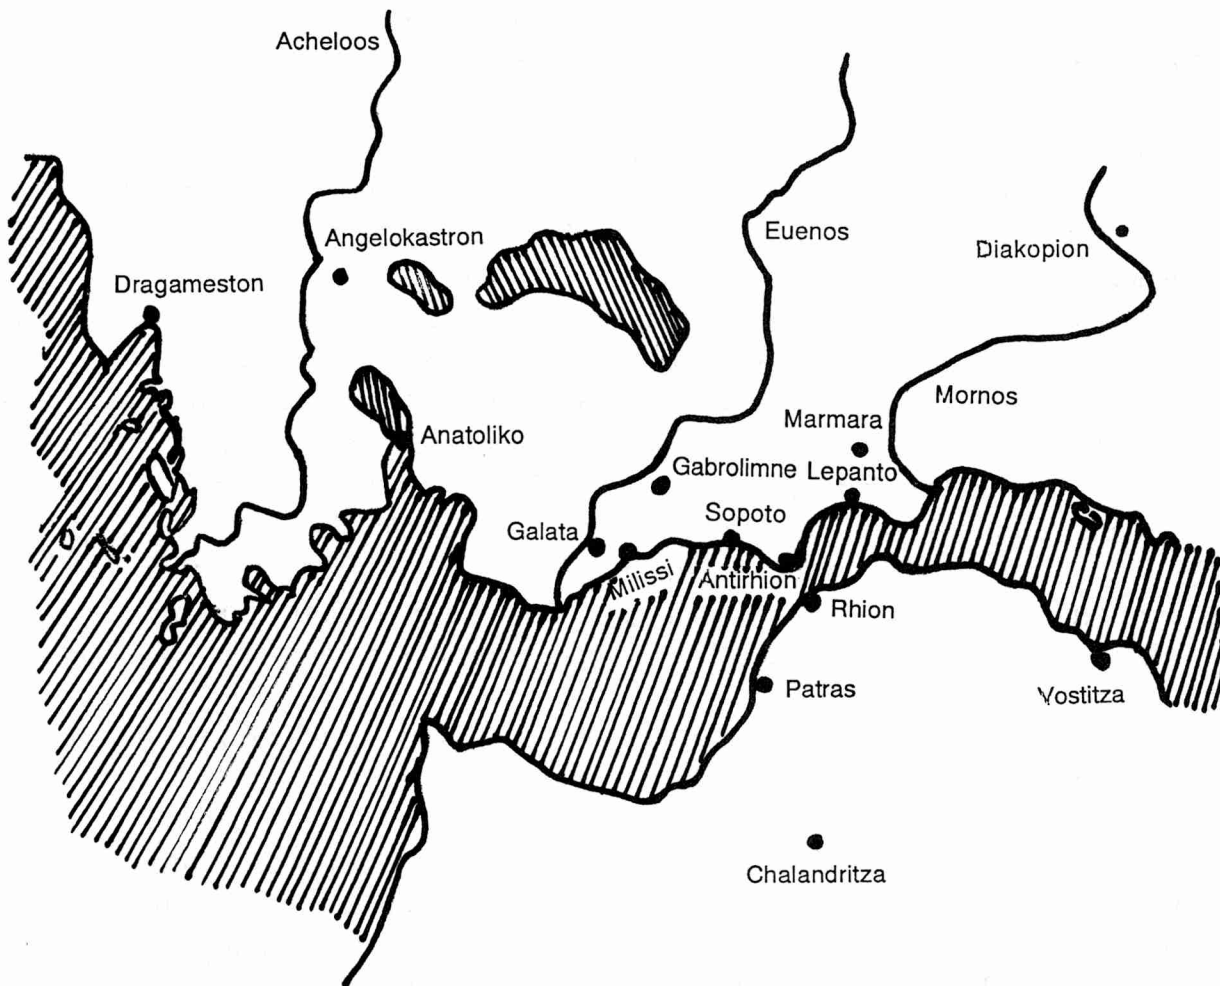 Acheloos
Euenos
Angelokastron
Diakopion
Dragameston
Mornos
Marmara
Anatoliko
Gabrolimne
Lepanto
Sopoto
Galata
Milissi
Antirhion
Rhion
Patras
Vostitza
Chalandritza